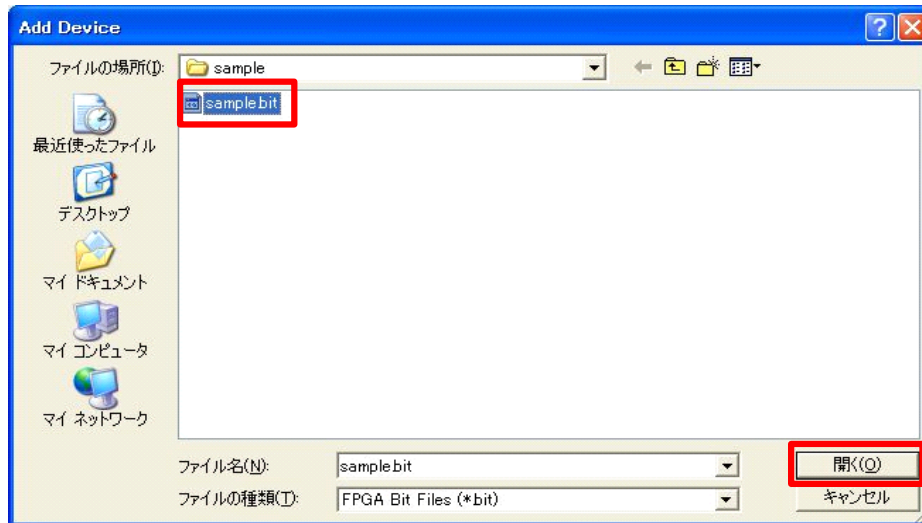 Add Device
ファイルの場所(I):
sample
sample.bit
最近使ったファイル
デスクトップ
マイ ドキュメント
マイ コンピュータ
マイ ネットワーク
ファイル名(N):
sample.bit
開く(O)
ファイルの種類(T):
FPGA Bit Files (*.bit)
キャンセル